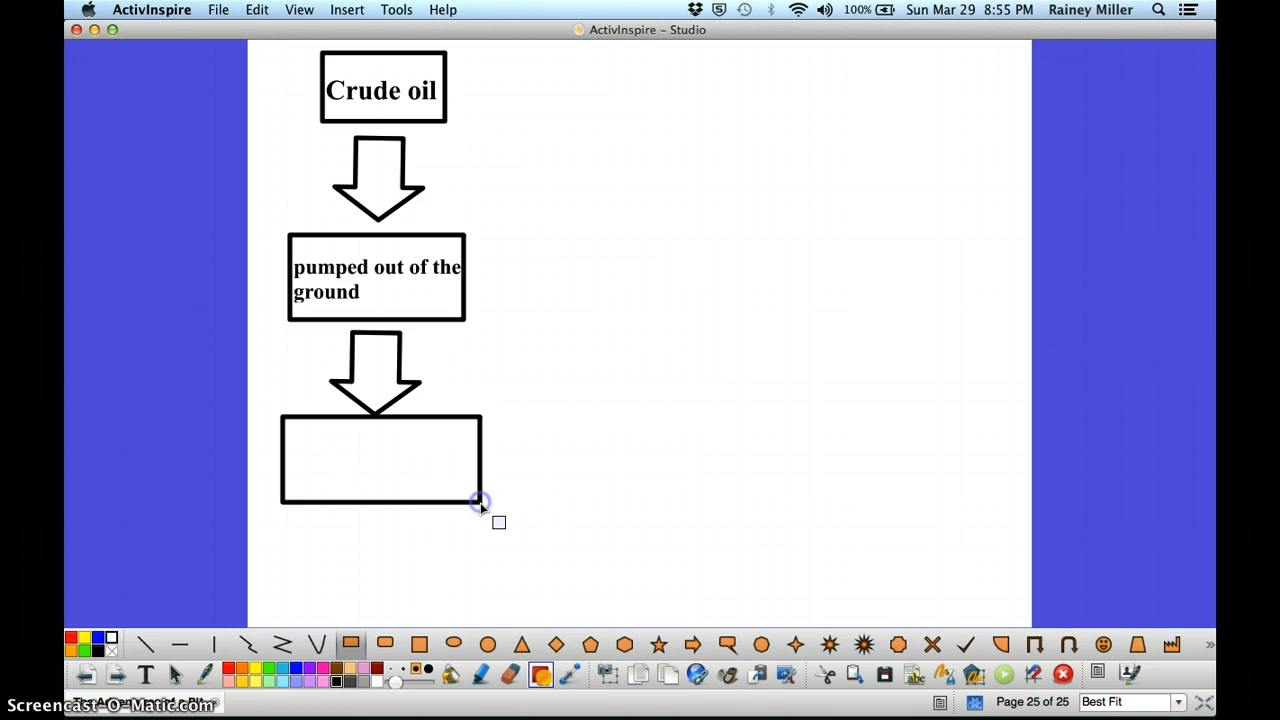 ActivInspire File Edit View Insert Tools Help 100% Sun Mar 29 8:55 PM Rainey Miller
ActivInspire – Studio
Crude oil
pumped out of the
ground
Page 25 of 25 Best Fit
Screencast-O-Matic.com